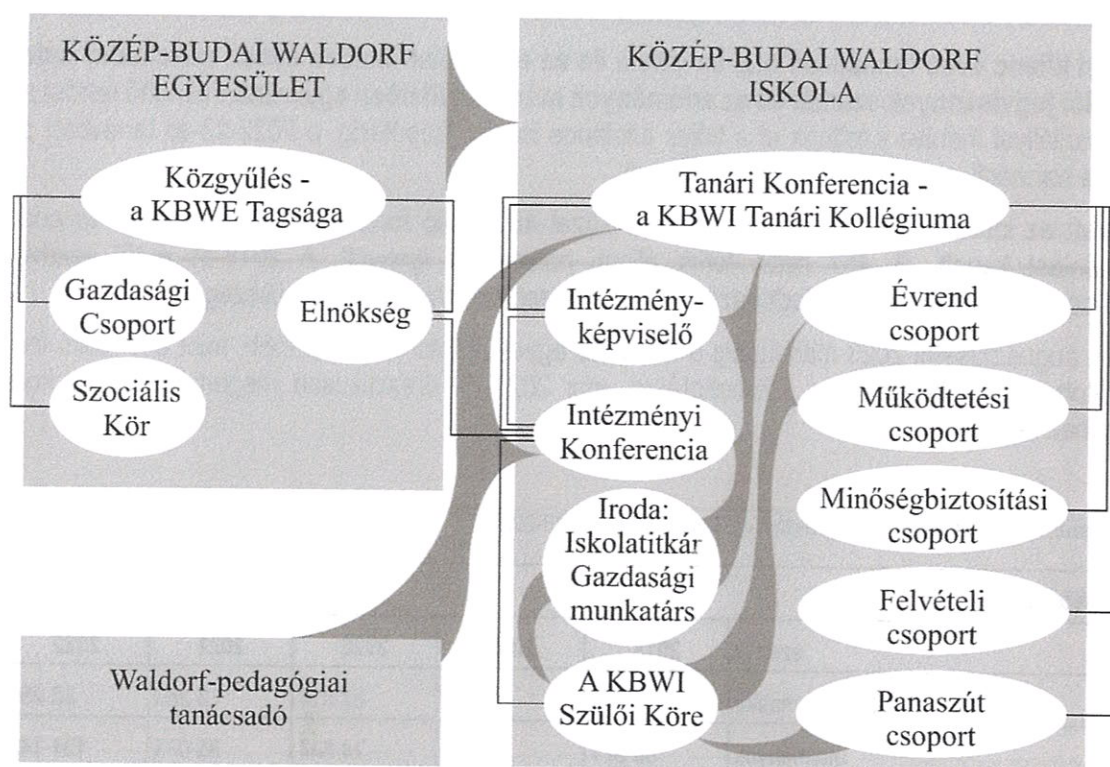 KÖZÉP-BUDAI WALDORF
EGYESÜLET
Közgyűlés -
a KBWE Tagsága
Gazdasági
Csoport
Elnökség
Szociális
Kör
Waldorf-pedagógiai
tanácsadó
KÖZÉP-BUDAI WALDORF
ISKOLA
Tanári Konferencia -
a KBWI Tanári Kollégiuma
Intézmény-
képviselő
Intézményi
Konferencia
Iroda:
Iskolatitkár
Gazdasági
munkatárs
A KBWI
Szülői Köre
Évrend
csoport
Működtetési
csoport
Minőségbiztosítási
csoport
Felvételi
csoport
Panaszút
csoport